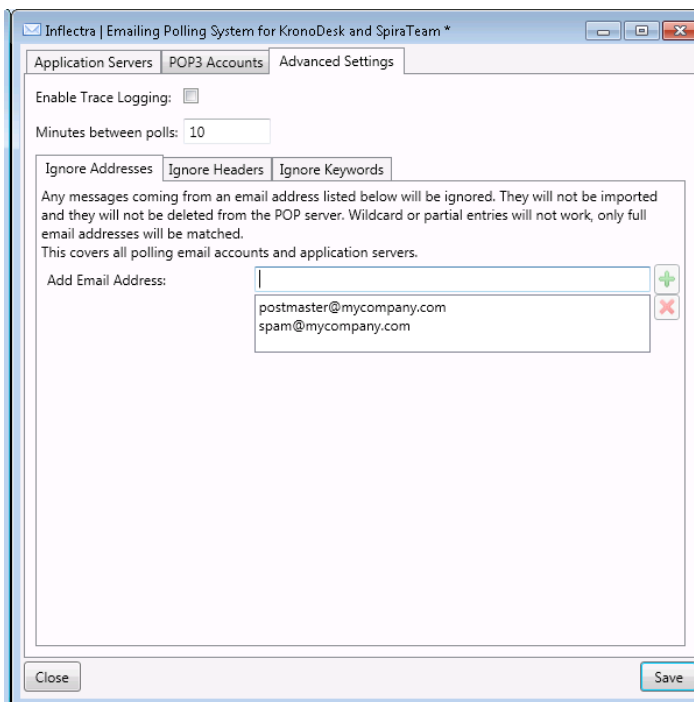 Inflectra | Emailing Polling System for KronoDesk and SpiraTeam *
Application Servers POP3 Accounts Advanced Settings
Enable Trace Logging:
Minutes between polls: 10
Ignore Addresses Ignore Headers Ignore Keywords
Any messages coming from an email address listed below will be ignored. They will not be imported
and they will not be deleted from the POP server. Wildcard or partial entries will not work, only full
email addresses will be matched.
This covers all polling email accounts and application servers.
Add Email Address:
postmaster@mycompany.com
spam@mycompany.com
Close Save